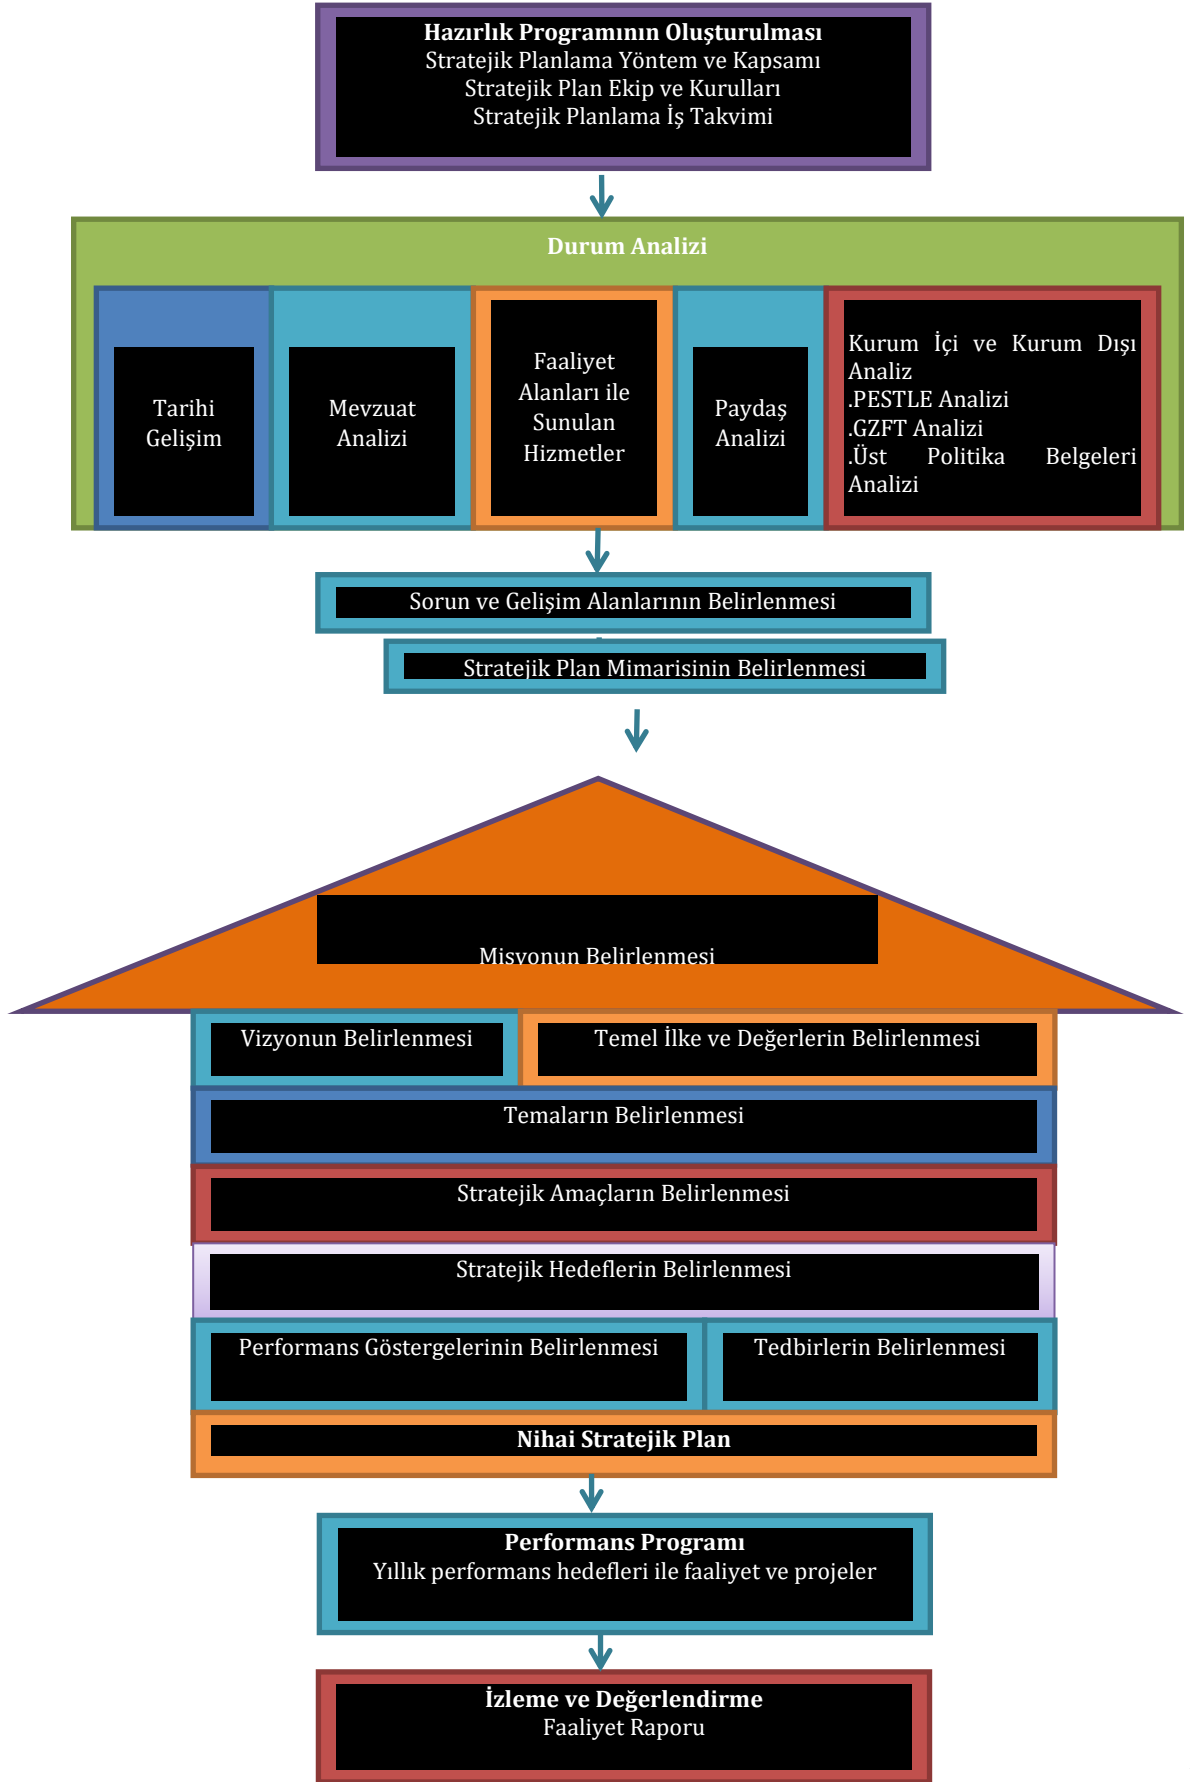 Hazırlık Programının Oluşturulması
Stratejik Planlama Yöntem ve Kapsamı
Stratejik Plan Ekip ve Kurulları
Stratejik Planlama İş Takvimi
Durum Analizi
Tarihi
Gelişim
Mevzuat
Analizi
Faaliyet
Alanları ile
Sunulan
Hizmetler
Paydaş
Analizi
Kurum İçi ve Kurum Dışı
Analiz
.PESTLE Analizi
.GZFT Analizi
.Üst Politika Belgeleri
Analizi
Sorun ve Gelişim Alanlarının Belirlenmesi
Stratejik Plan Mimarisinin Belirlenmesi
Misyonun Belirlenmesi
Vizyonun Belirlenmesi
Temel İlke ve Değerlerin Belirlenmesi
Temaların Belirlenmesi
Stratejik Amaçların Belirlenmesi
Stratejik Hedeflerin Belirlenmesi
Performans Göstergelerinin Belirlenmesi
Tedbirlerin Belirlenmesi
Nihai Stratejik Plan
Performans Programı
Yıllık performans hedefleri ile faaliyet ve projeler
İzleme ve Değerlendirme
Faaliyet Raporu